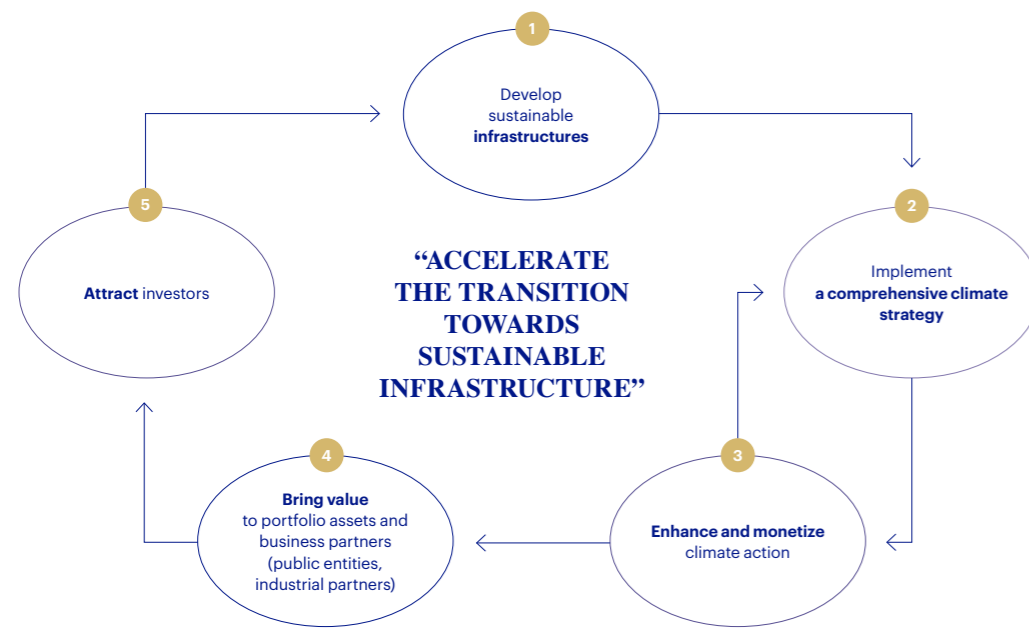 1
Develop
sustainable
infrastructures
2
Implement
a comprehensive climate
strategy
3
Enhance and monetize
climate action
4
Bring value
to portfolio assets and
business partners
(public entities,
industrial partners)
5
Attract investors
“ACCELERATE
THE TRANSITION
TOWARDS
SUSTAINABLE
INFRASTRUCTURE”